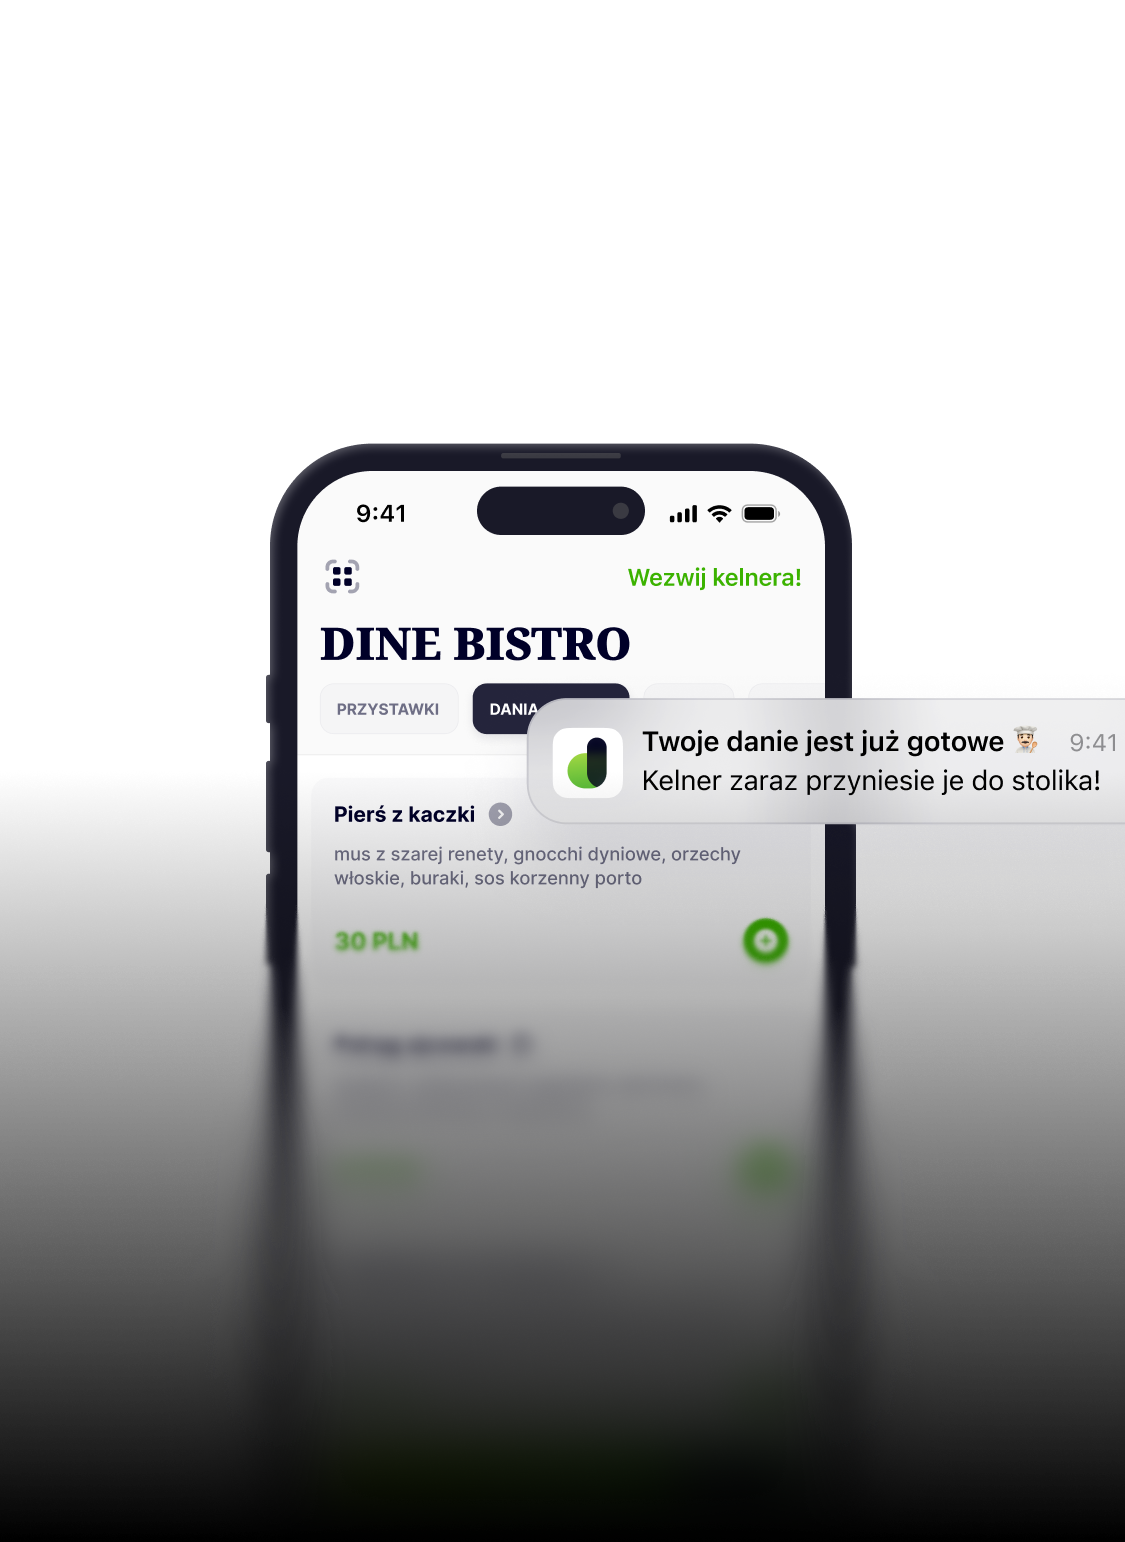 9:41
Wezwij kelnera!
DINE BISTRO
PRZYSTAWKI
DANIA
Twoje danie jest już gotowe 9:41
Kelner zaraz przyniesie je do stolika!
Pierś z kaczki
mus z szarej renety, gnocchi dyniowe, orzechy
włoskie, buraki, sos korzenny porto
30 PLN